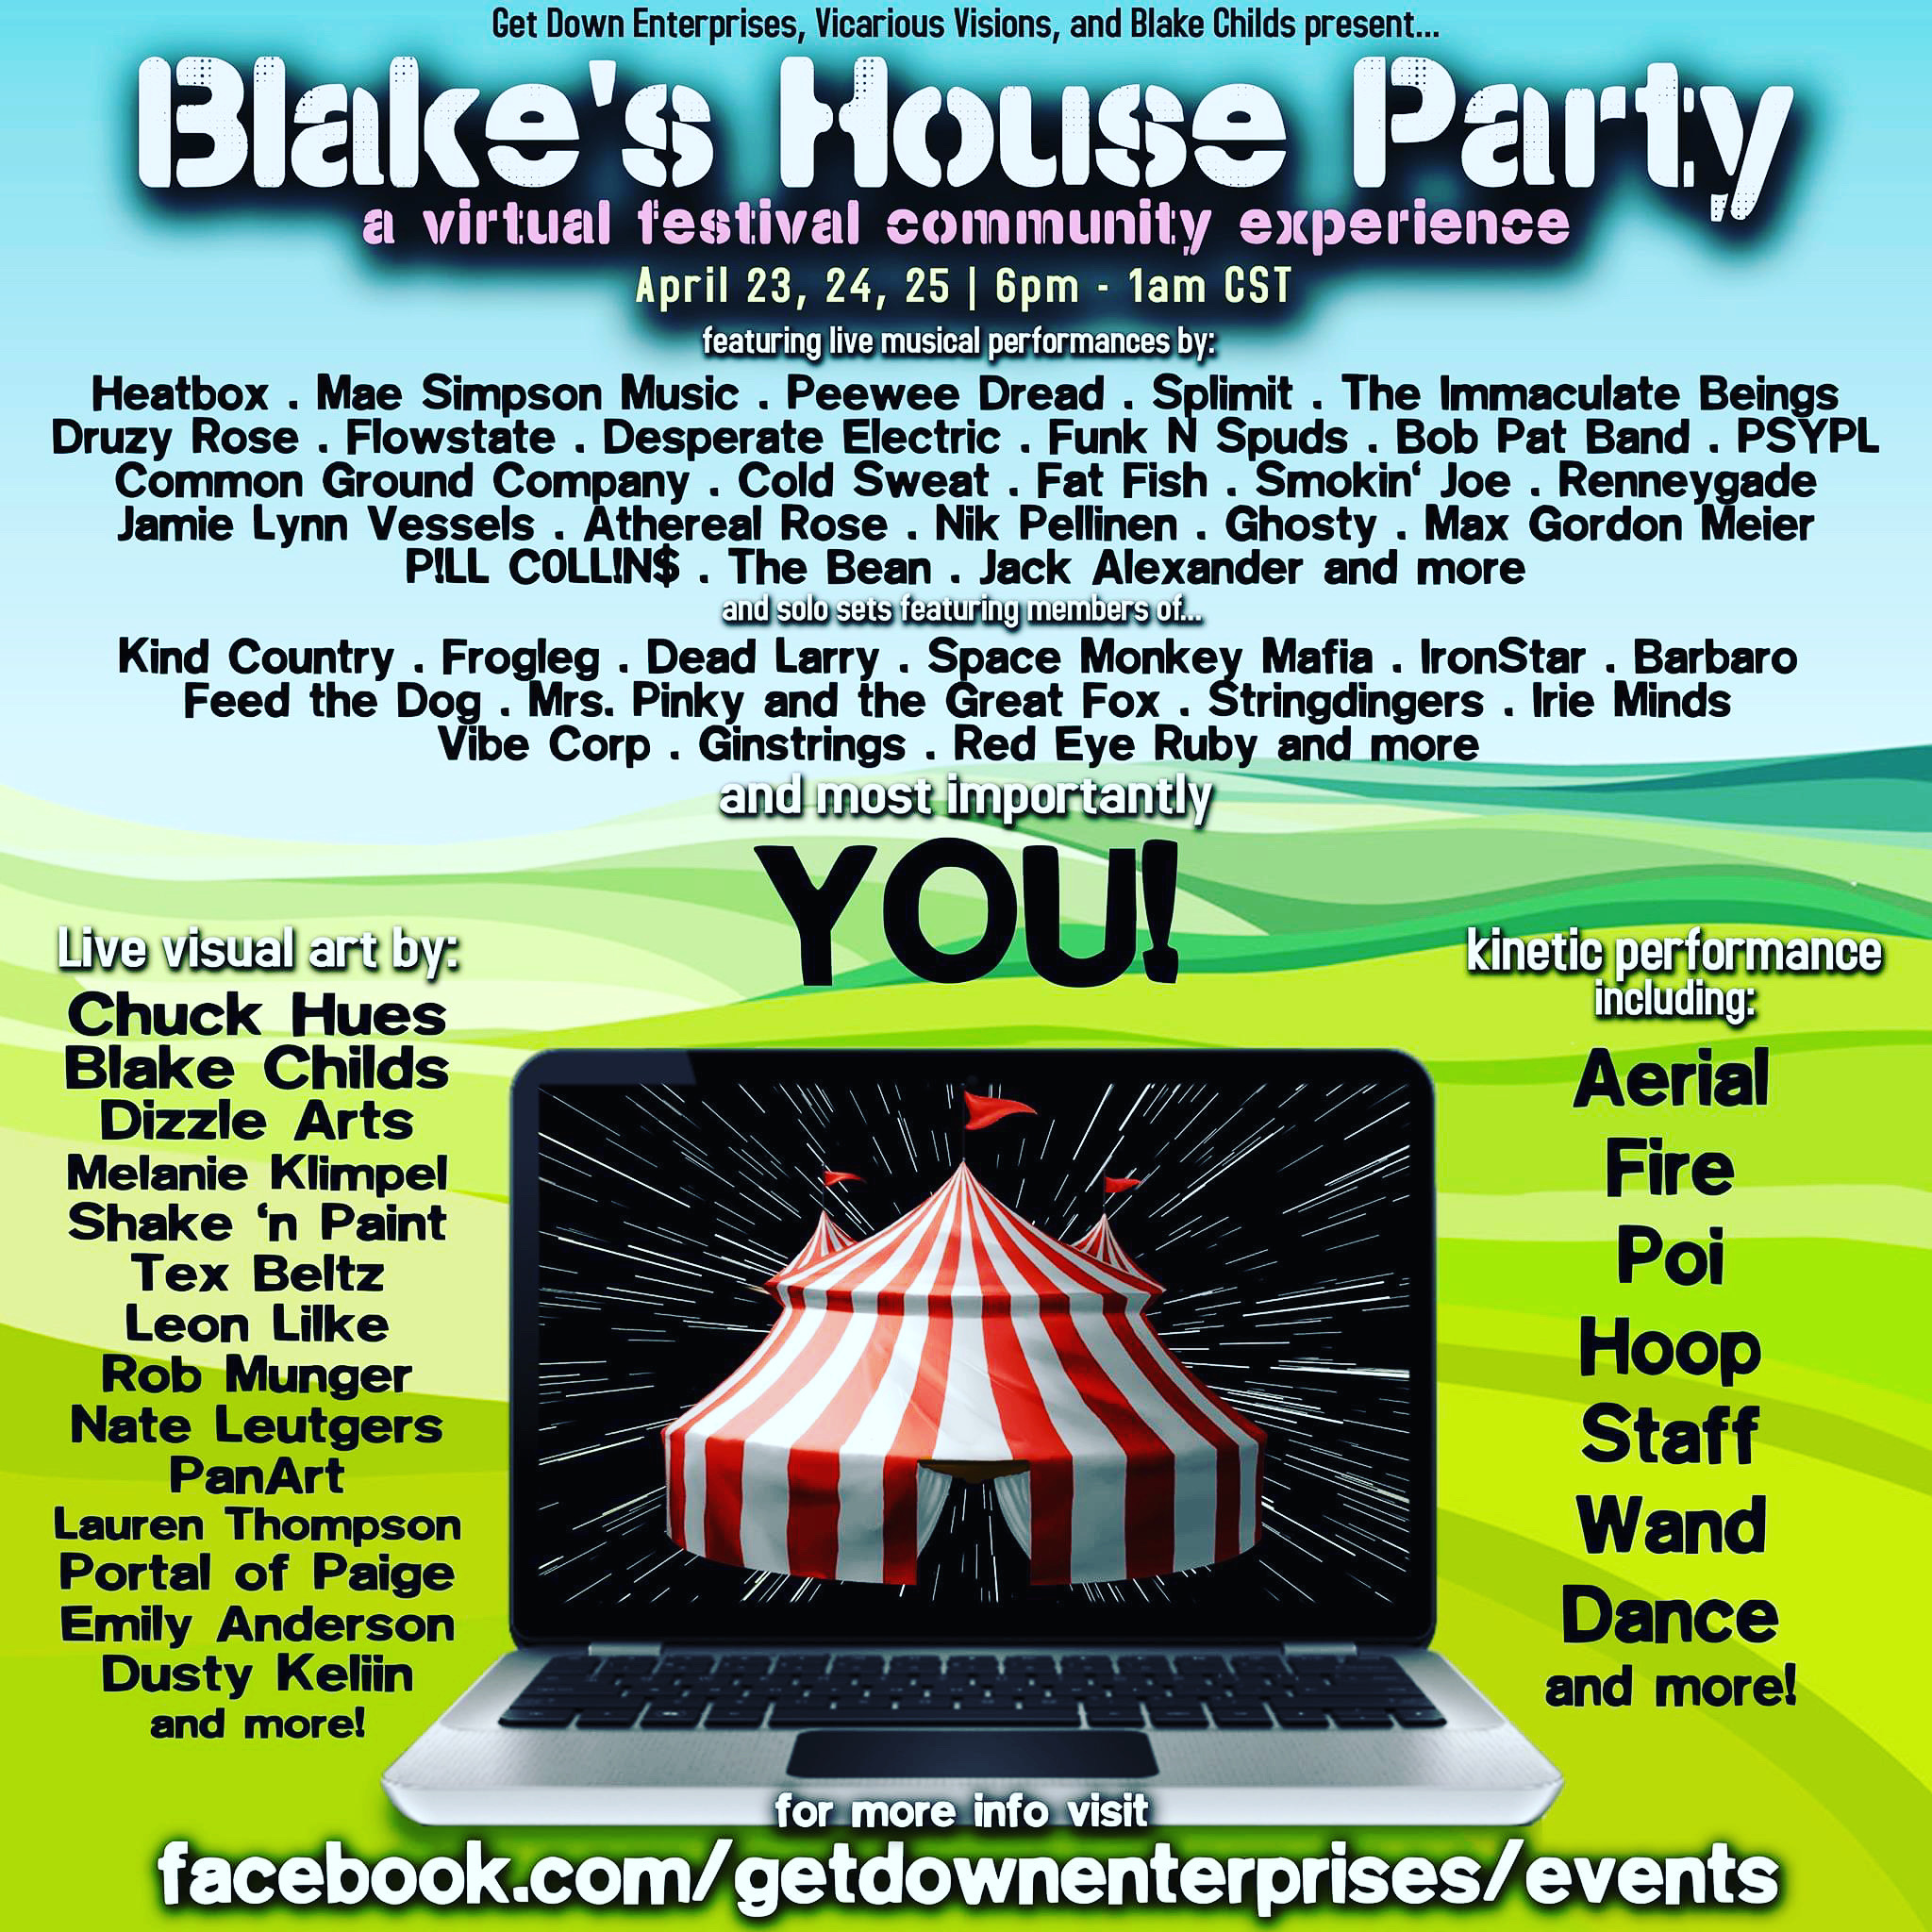 Get Down Enterprises, Vicarious Visions, and Blake Childs present...
Blake's House Party
a virtual festival community experience
April 23, 24, 25 | 6pm - 1am CST
featuring live musical performances by:
Heatbox . Mae Simpson Music . Peewee Dread . Splimit . The Immaculate Beings
Druzy Rose . Flowstate . Desperate Electric . Funk N Spuds . Bob Pat Band . PSYPL
Common Ground Company . Cold Sweat . Fat Fish . Smokin‘ Joe . Renneygade
Jamie Lynn Vessels . Athereal Rose . Nik Pellinen . Ghosty . Max Gordon Meier
P!LL C0LL!N$ . The Bean . Jack Alexander and more
and solo sets featuring members of...
Kind Country . Frogleg . Dead Larry . Space Monkey Mafia . IronStar . Barbaro
Feed the Dog . Mrs. Pinky and the Great Fox . Stringdingers . Irie Minds
Vibe Corp . Ginstrings . Red Eye Ruby and more
and most importantly
YOU!
Live visual art by:
Chuck Hues
Blake Childs
Dizzle Arts
Melanie Klimpel
Shake ‘n Paint
Tex Beltz
Leon Lilke
Rob Munger
Nate Leutgers
PanArt
Lauren Thompson
Portal of Paige
Emily Anderson
Dusty Keliin
and more!
kinetic performance
including:
Aerial
Fire
Poi
Hoop
Staff
Wand
Dance
and more!
for more info visit
facebook.com/getdownenterprises/events